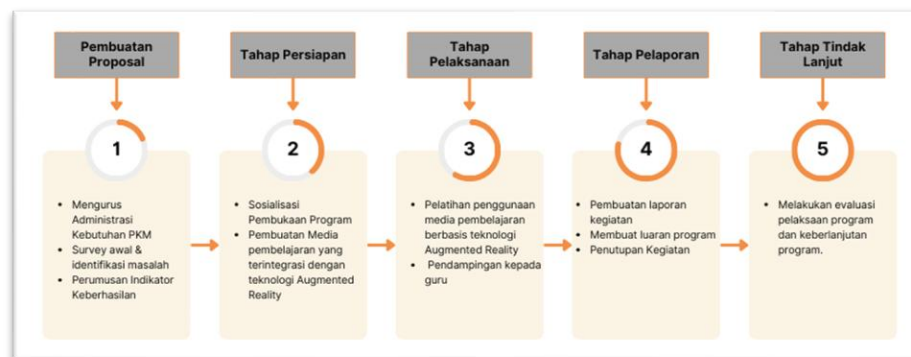 Pembuatan
Proposal
Tahap Persiapan
Tahap
Pelaksanaan
Tahap Pelaporan
Tahap Tindak
Lanjut
1
2
3
4
5
• Mengurus
Administrasi
Kebutuhan PKM
• Survey awal &
identifikasi masalah
• Perumusan Indikator
Keberhasilan
• Sosialisasi
Pembukaan Program
• Pembuatan Media
pembelajaran yang
terintegrasi dengan
teknologi Augmented
Reality
• Pelatihan penggunaan
media pembelajaran
berbasis teknologi
Augmented Reality
• Pendampingan kepada
guru
• Pembuatan laporan
kegiatan
• Membuat luaran program
• Penutupan Kegiatan
• Melakukan evaluasi
pelaksaan program
dan keberlanjutan
program.